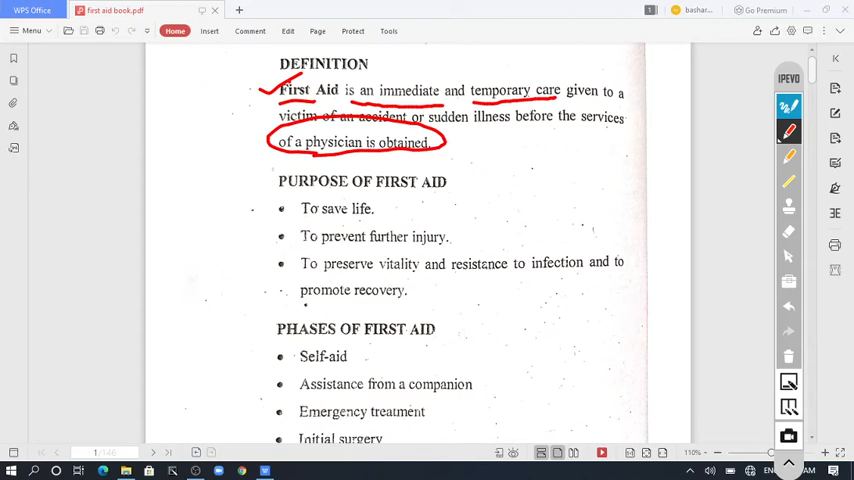 WPS Office
first aid book.pdf
1
bashar...
Go Premium
Menu
Home
Insert
Comment
Edit
Page
Protect
Tools
DEFINITION
First Aid is an immediate and temporary care given to a
victim of an accident or sudden illness before the services
of a physician is obtained.
PURPOSE OF FIRST AID
• To save life.
• To prevent further injury.
• To preserve vitality and resistance to infection and to
promote recovery.
PHASES OF FIRST AID
• Self-aid
• Assistance from a companion
• Emergency treatment
• Initial surgery
IPEVO
1/146
110%